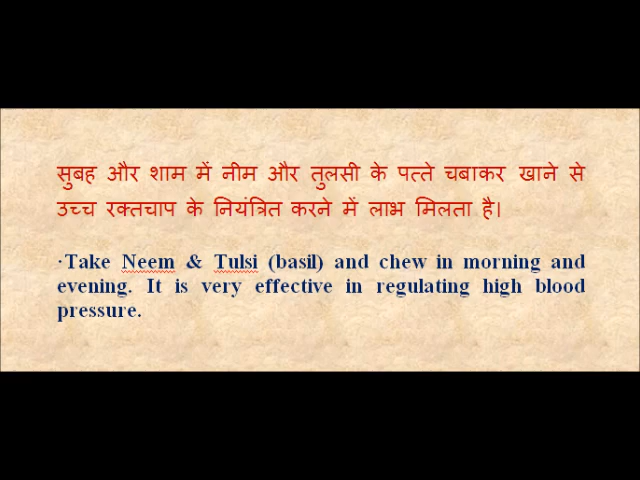 सुबह और शाम में नीम और तुलसी के पत्ते चबाकर खाने से
उच्च रक्तचाप के नियंत्रित करने में लाभ मिलता है।
·Take Neem & Tulsi (basil) and chew in morning and
evening. It is very effective in regulating high blood
pressure.